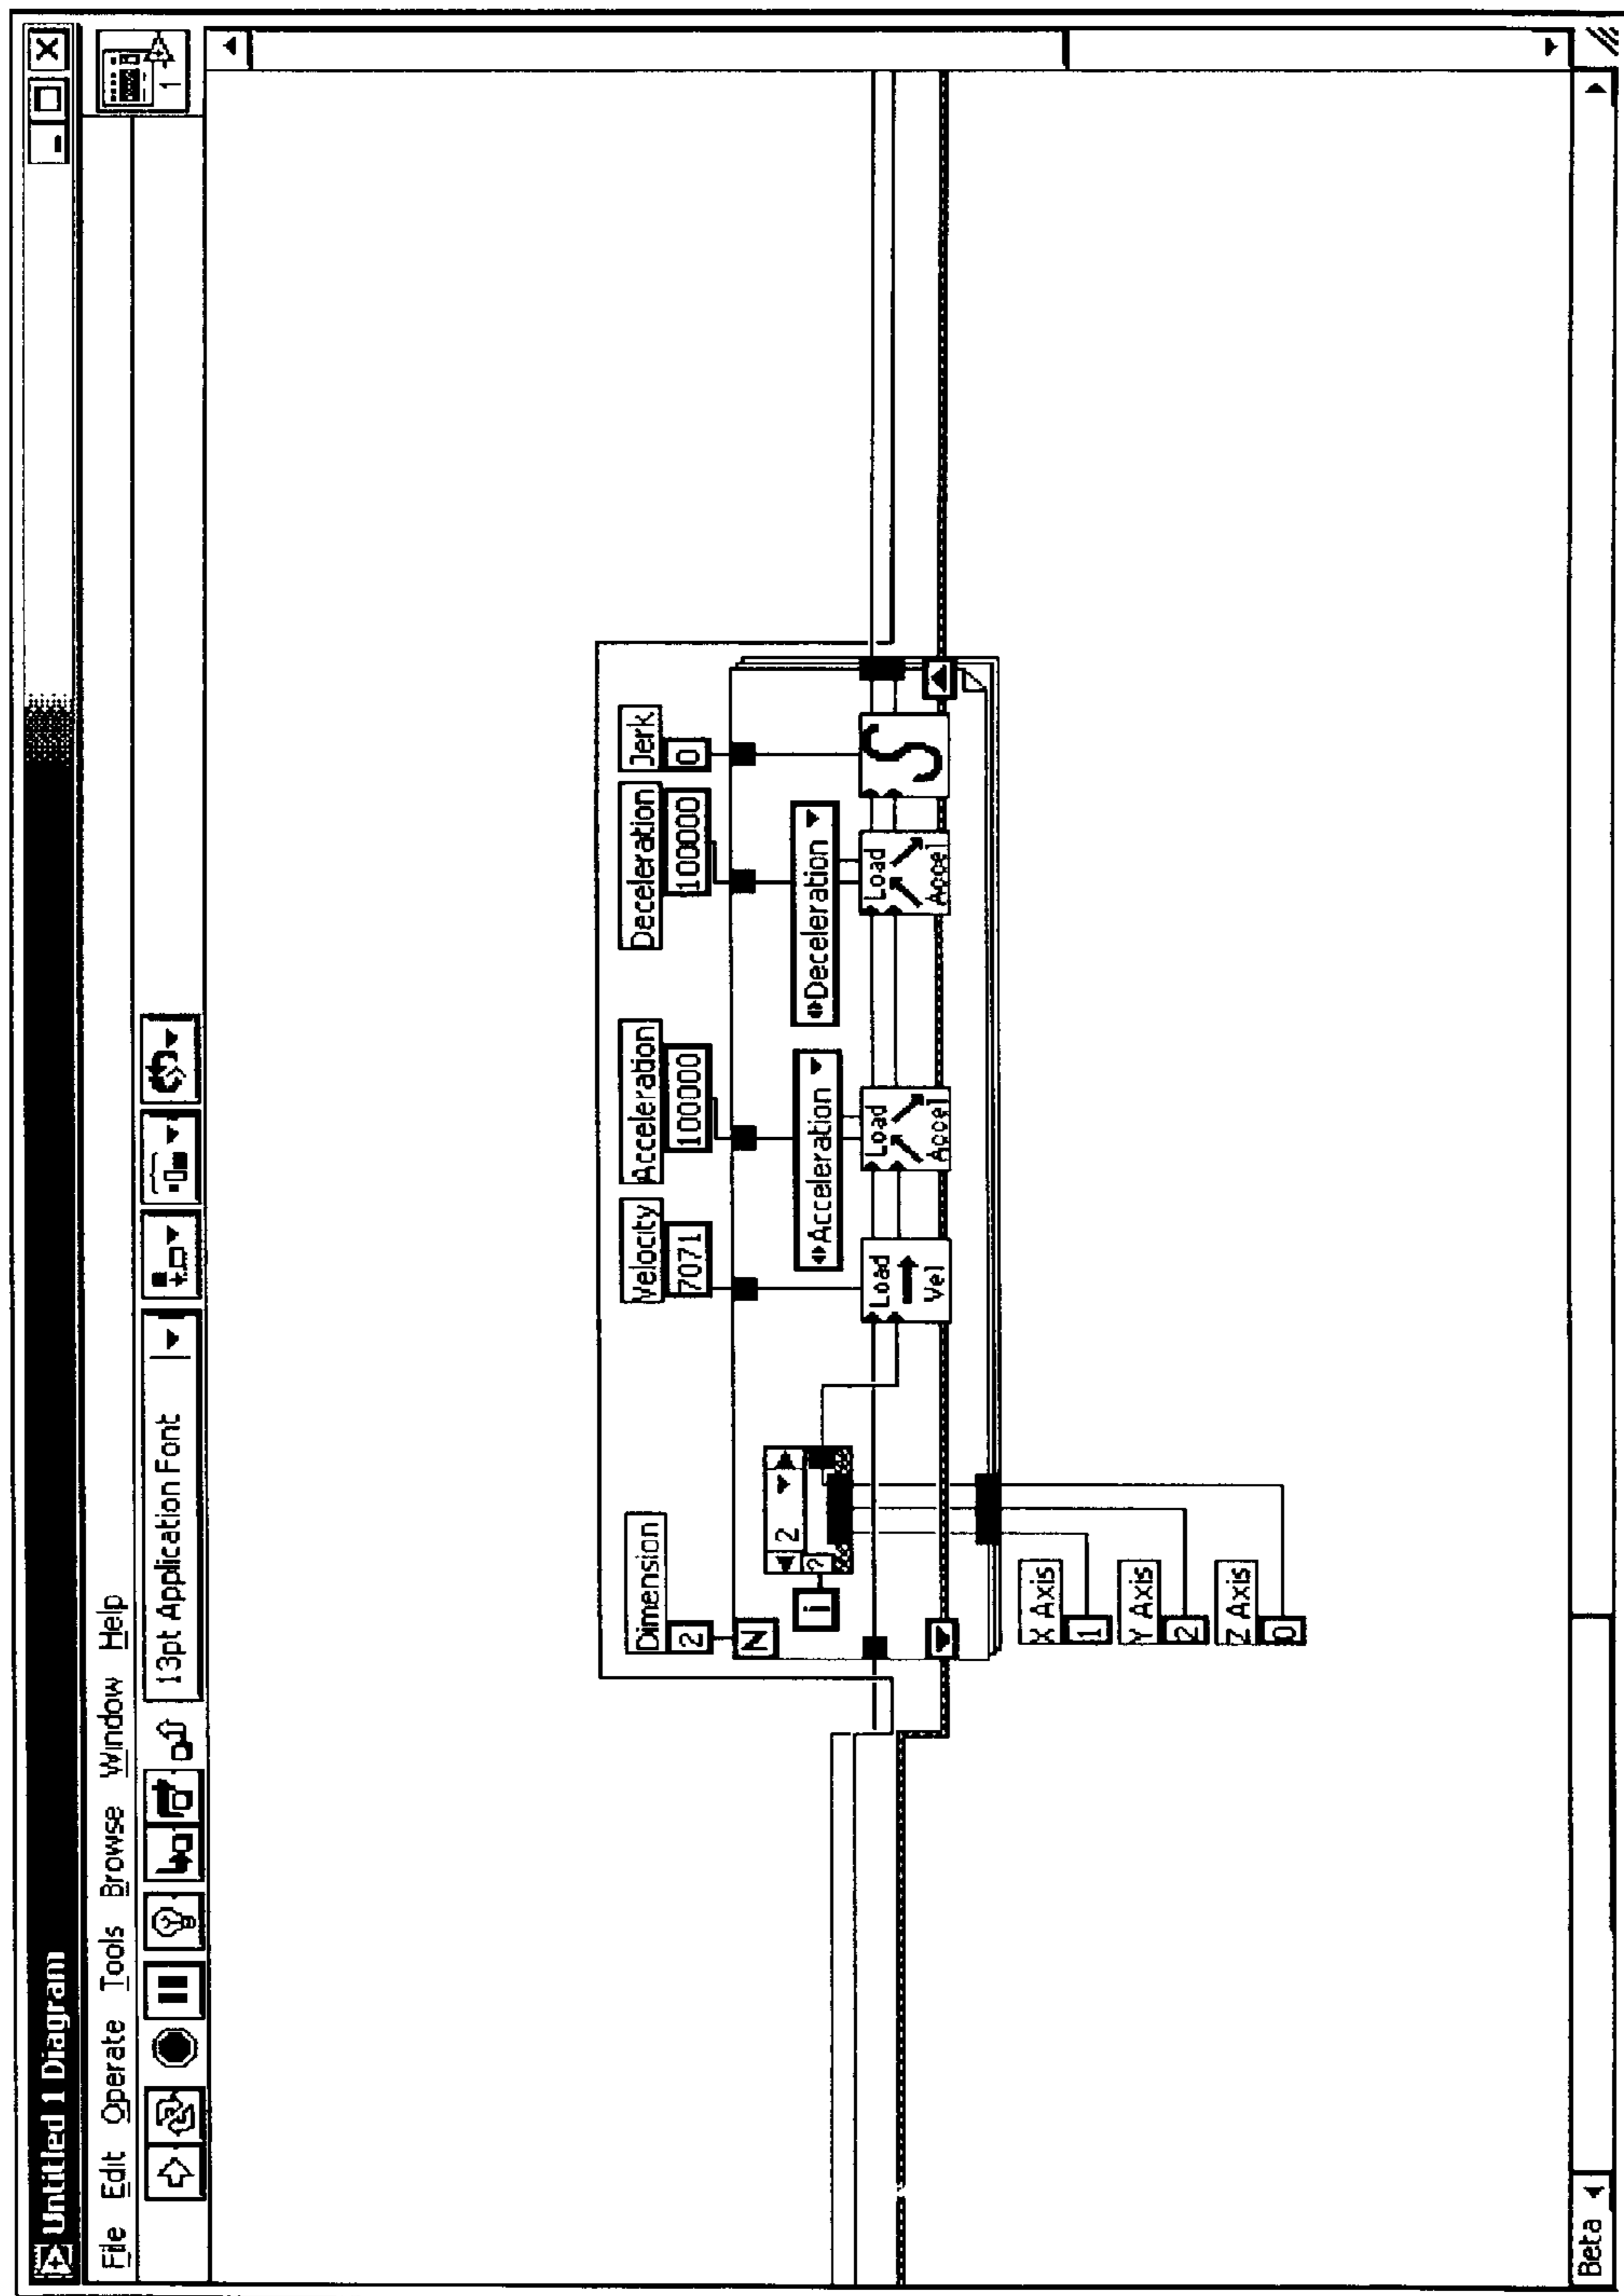 Untitled 1 Diagram
File Edit Operate Tools Browse Window Help
13pt Application Font
1
Dimension
2
Velocity
7071
Acceleration
100000
Deceleration
100000
Jerk
0
N
i
2
?
Acceleration
Deceleration
Load
Vel
Load
Accel
Load
Accel
S
X Axis
1
Y Axis
2
Z Axis
0
Beta